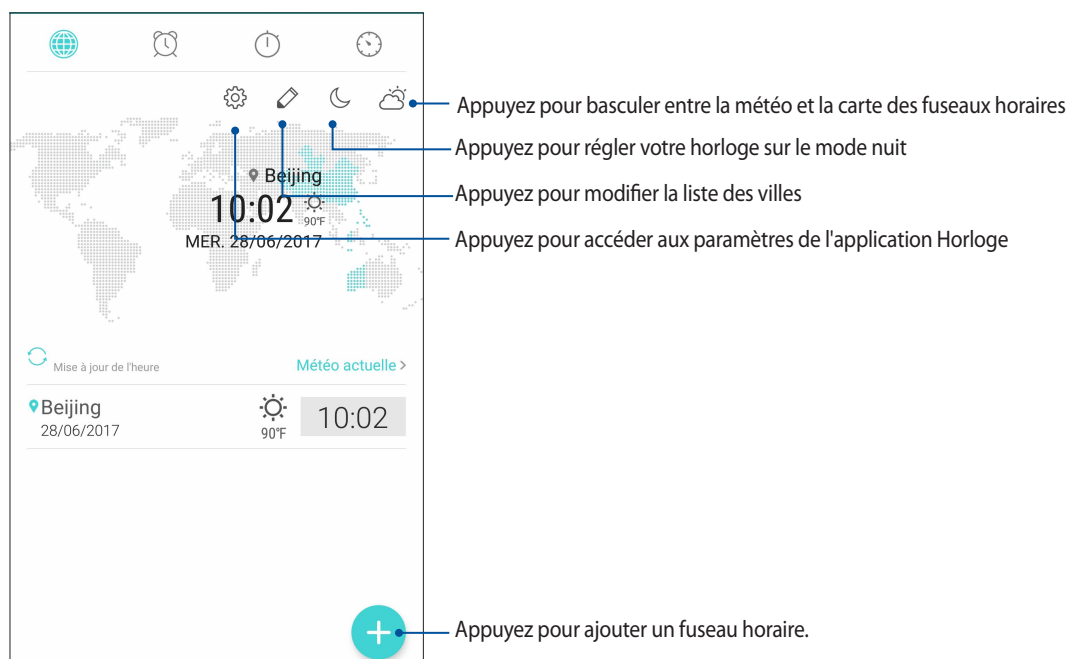 Appuyez pour basculer entre la météo et la carte des fuseaux horaires
Appuyez pour régler votre horloge sur le mode nuit
Beijing
Appuyez pour modifier la liste des villes
10:02
90°F
MER. 28/06/2017
Appuyez pour accéder aux paramètres de l'application Horloge
Mise à jour de l'heure
Météo actuelle >
Beijing
28/06/2017
90°F
10:02
Appuyez pour ajouter un fuseau horaire.